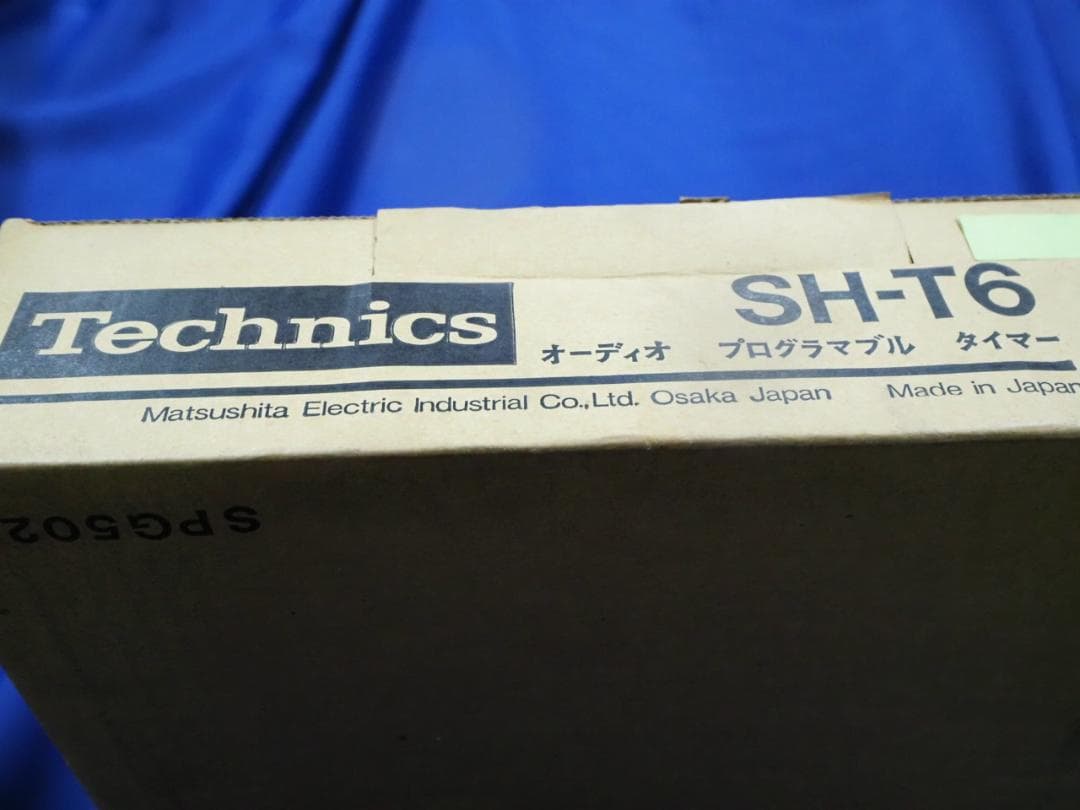 Technics
SH-T6
オーディオ プログラマブル タイマー
Matsushita Electric Industrial Co.,Ltd. Osaka Japan Made in Japan
SPG502